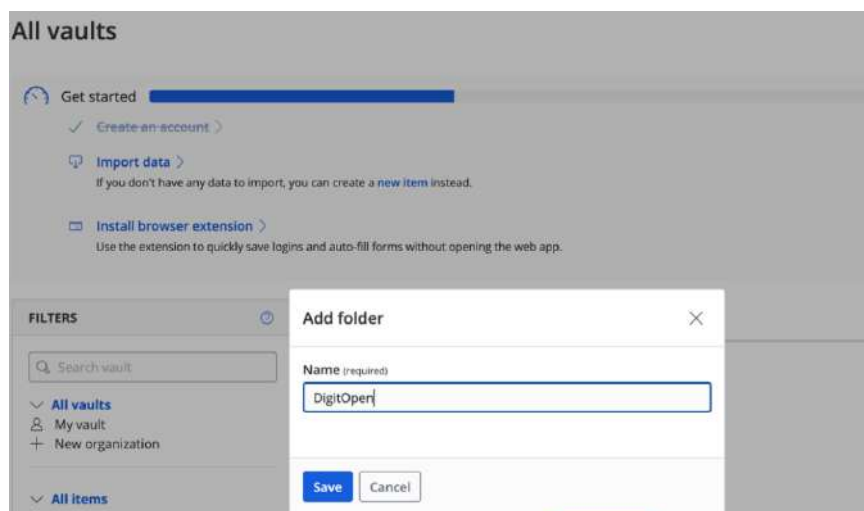 All vaults
Get started
Create an account
Import data
If you don't have any data to import, you can create a new item instead.
Install browser extension
Use the extension to quickly save logins and auto-fill forms without opening the web app.
FILTERS
Search vault
All vaults
My vault
New organization
All items
Add folder
Name (required)
DigitOpen
Save
Cancel